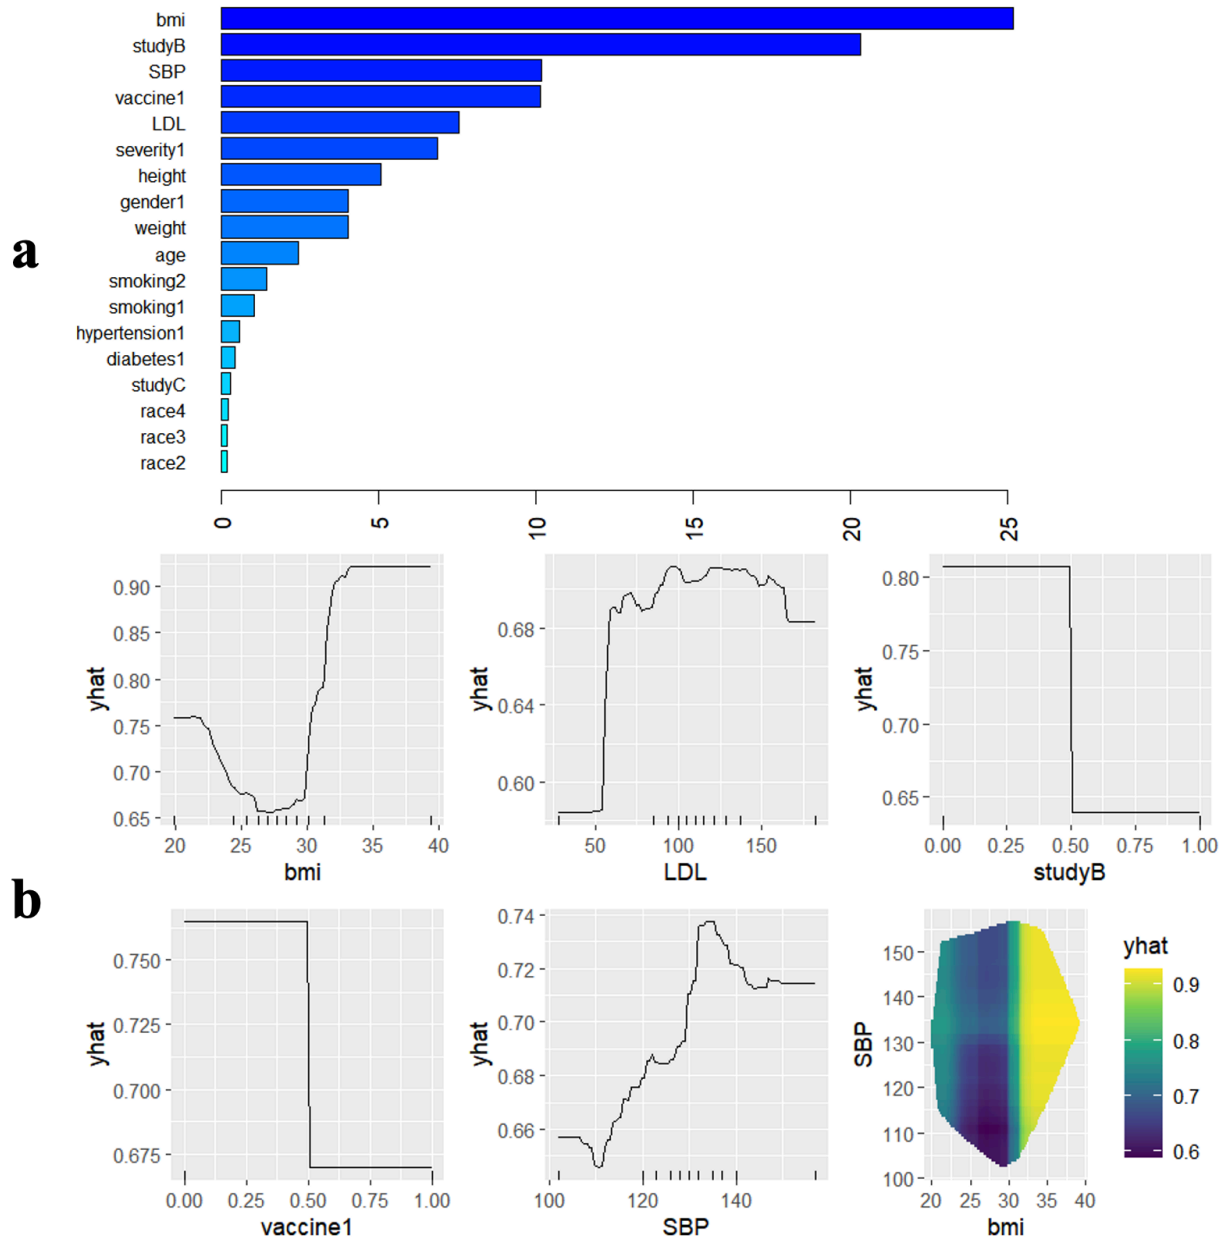 bmi
studyB
SBP
vaccine1
LDL
severity1
height
gender1
weight
age
smoking2
smoking1
hypertension1
diabetes1
studyC
race4
race3
race2
a
0 5 10 15 20 25
0.90
0.85
0.80
0.75
0.70
0.65
yhat
20 25 30 35 40
bmi
0.68
0.64
0.60
yhat
50 100 150
LDL
0.80
0.75
0.70
0.65
yhat
0.00 0.25 0.50 0.75 1.00
studyB
b
0.750
0.725
0.700
0.675
yhat
0.00 0.25 0.50 0.75 1.00
vaccine1
0.74
0.72
0.70
0.68
0.66
yhat
100 120 140
SBP
150
140
130
120
110
100
SBP
20 25 30 35 40
bmi
yhat
0.9
0.8
0.7
0.6